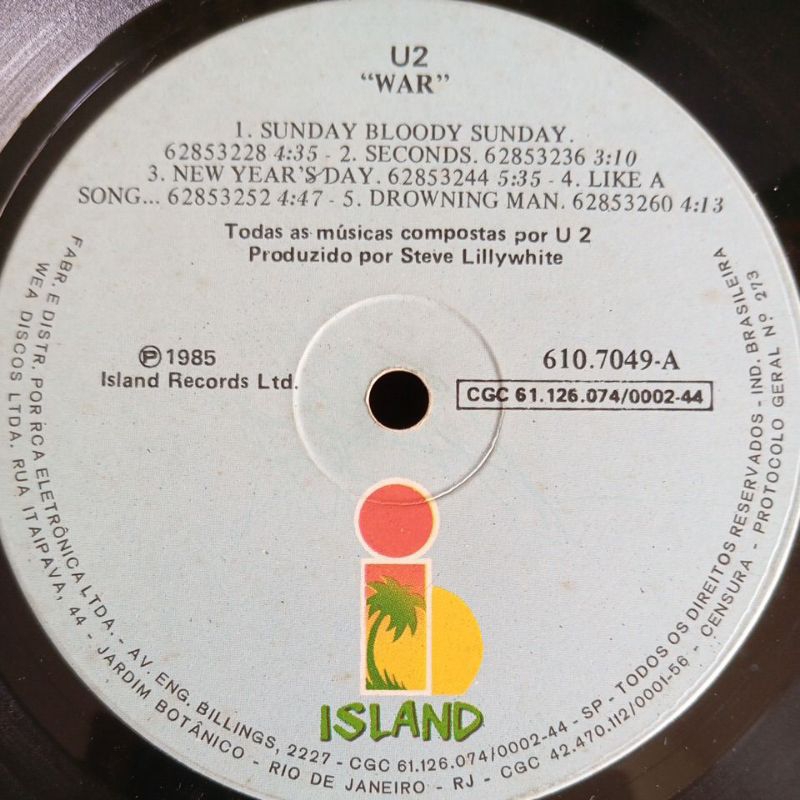 U2
“WAR”
1. SUNDAY BLOODY SUNDAY.
62853228 4:35 - 2. SECONDS. 62853236 3:10
3. NEW YEAR'S DAY. 62853244 5:35 - 4. LIKE A
SONG... 62853252 4:47 - 5. DROWNING MAN. 62853260 4:13
Todas as músicas compostas por U 2
Produzido por Steve Lillywhite
℗ 1985
Island Records Ltd.
610.7049-A
CGC 61.126.074/0002-44
ISLAND
FABR. E DISTR. POR RCA ELETRÔNICA LTDA. - AV. ENG. BILLINGS, 2227 - CGC 61.126.074/0002-44 - SP - TODOS OS DIREITOS RESERVADOS - IND. BRASILEIRA
WEA DISCOS LTDA. RUA ITAIPAVA, 44 - JARDIM BOTÂNICO - RIO DE JANEIRO - RJ - CGC 42.470.112/0001-56 - CENSURA - PROTOCOLO GERAL Nº 273